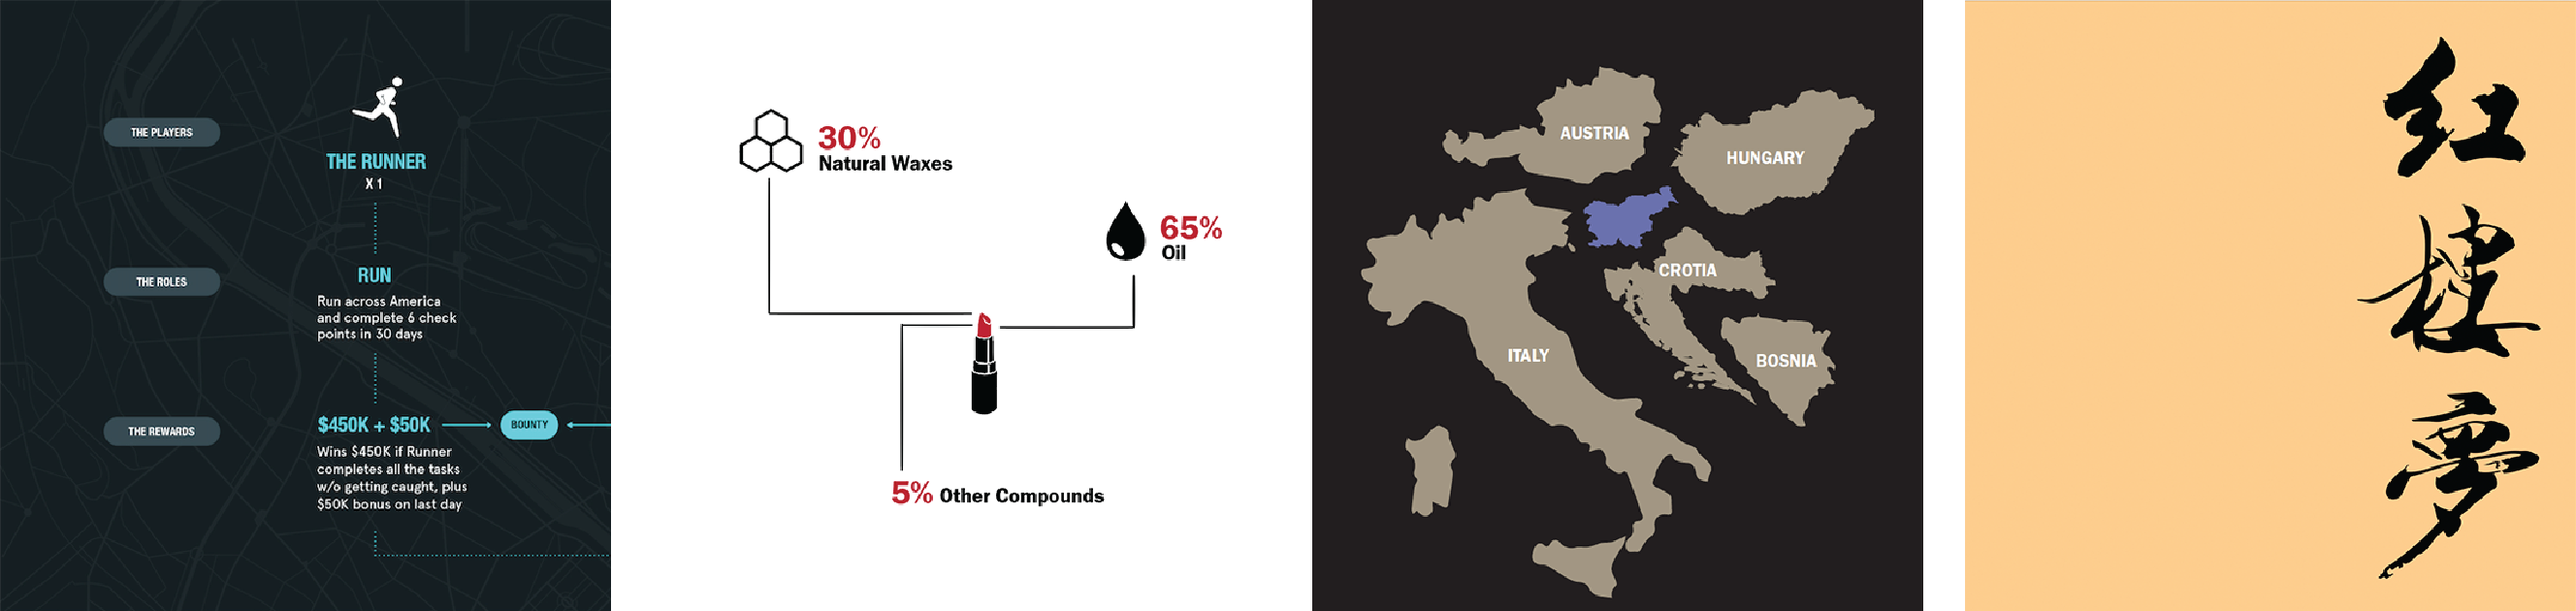 THE PLAYERS
THE RUNNER
X 1
THE ROLES
RUN
Run across America
and complete 6 check
points in 30 days
THE REWARDS
$450K + $50K
BOUNTY
Wins $450K if Runner
completes all the tasks
w/o getting caught, plus
$50K bonus on last day
30%
Natural Waxes
65%
Oil
5% Other Compounds
AUSTRIA
HUNGARY
CROTIA
ITALY
BOSNIA
红楼梦